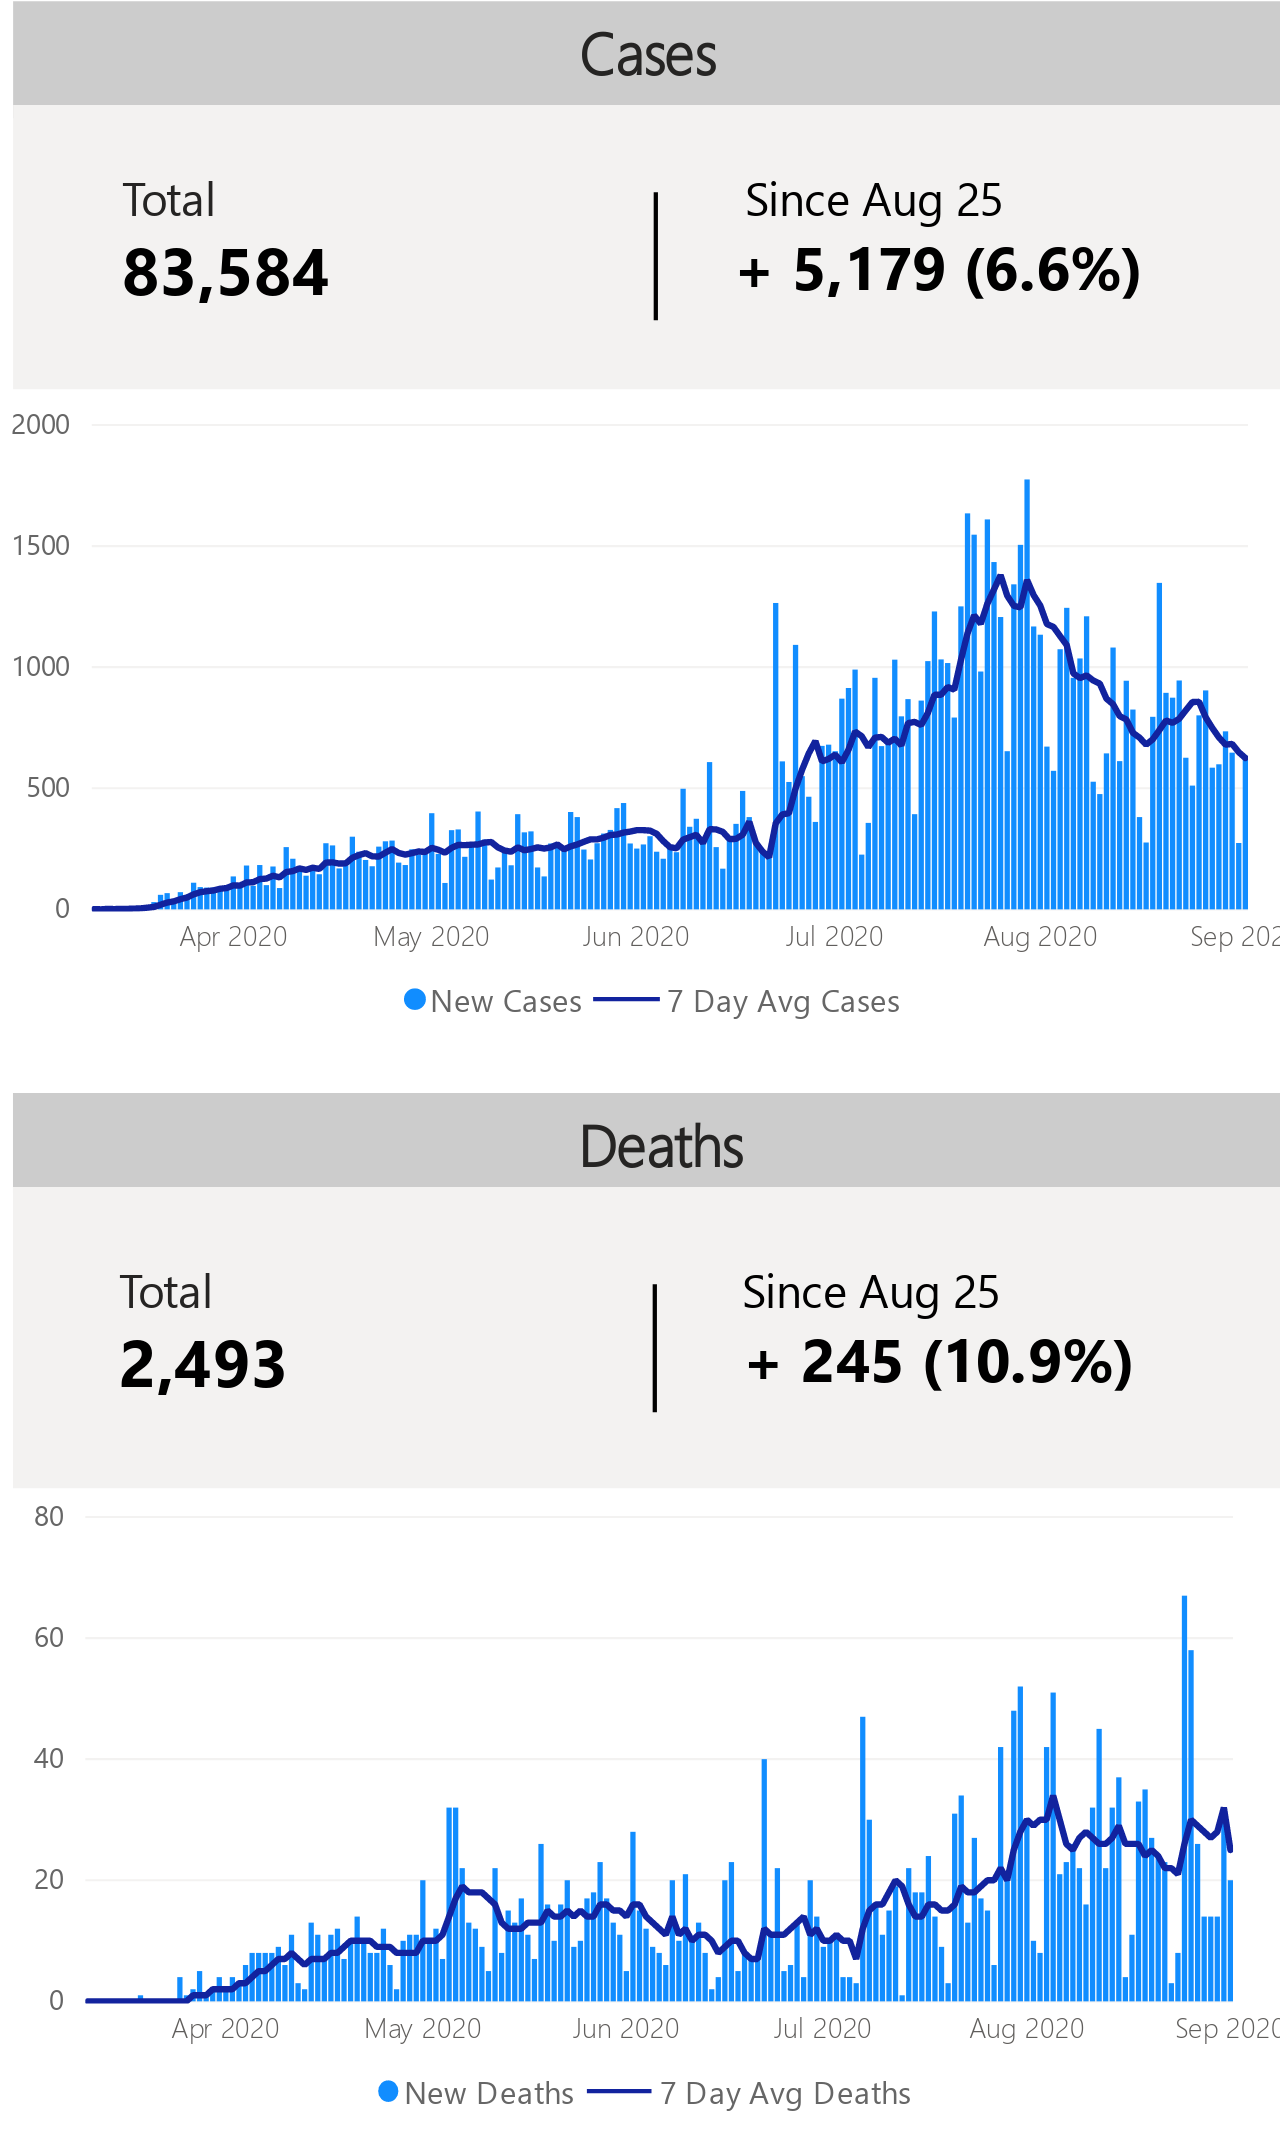 Cases
Total
Since Aug 25
83,584
+ 5,179 (6.6%)
2000
1500
1000
500
0
Apr 2020 May 2020 Jun 2020 Jul 2020 Aug 2020 Sep 202
New Cases 7 Day Avg Cases
Deaths
Total
Since Aug 25
2,493
+ 245 (10.9%)
80
60
40
20
0
Apr 2020 May 2020 Jun 2020 Jul 2020 Aug 2020 Sep 2020
New Deaths 7 Day Avg Deaths